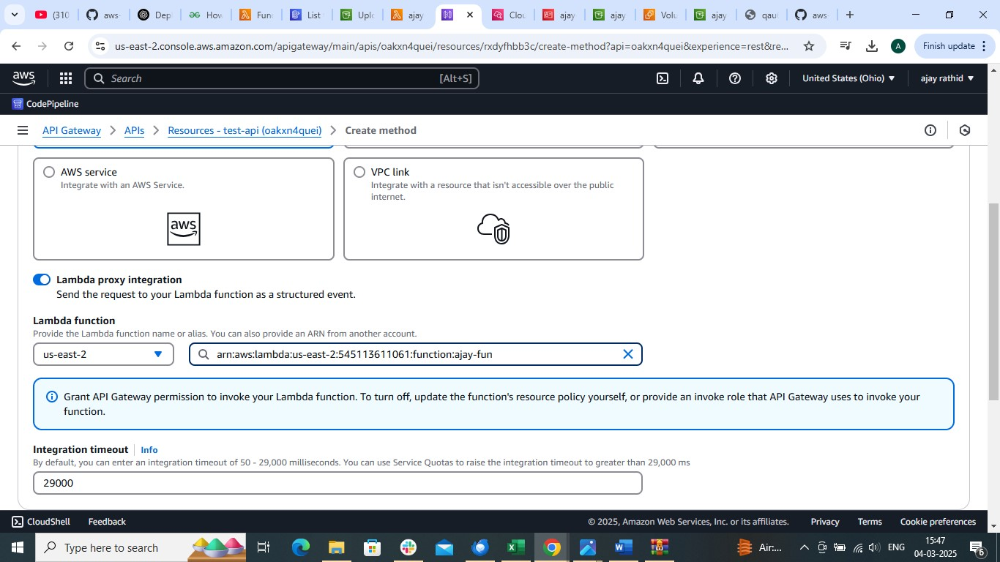 (310
aws-
Dep
How
Fun
List
Uplo
ajay
Clou
ajay
ajay
Volu
ajay
qau
aws
us-east-2.console.aws.amazon.com/apigateway/main/apis/oakxn4quei/resources/rxdyfhbb3c/create-method?api=oakxn4quei&experience=rest&re...
A
Finish update
aws
Search
[Alt+S]
United States (Ohio)
ajay rathid
CodePipeline
API Gateway
APIs
Resources - test-api (oakxn4quei)
Create method
AWS service
Integrate with an AWS Service.
aws
VPC link
Integrate with a resource that isn't accessible over the public
internet.
Lambda proxy integration
Send the request to your Lambda function as a structured event.
Lambda function
Provide the Lambda function name or alias. You can also provide an ARN from another account.
us-east-2
arn:aws:lambda:us-east-2:545113611061:function:ajay-fun
Grant API Gateway permission to invoke your Lambda function. To turn off, update the function's resource policy yourself, or provide an invoke role that API Gateway uses to invoke your
function.
Integration timeout
Info
By default, you can enter an integration timeout of 50 - 29,000 milliseconds. You can use Service Quotas to raise the integration timeout to greater than 29,000 ms
29000
CloudShell
Feedback
© 2025, Amazon Web Services, Inc. or its affiliates.
Privacy
Terms
Cookie preferences
Type here to search
Air:...
ENG
15:47
04-03-2025
6